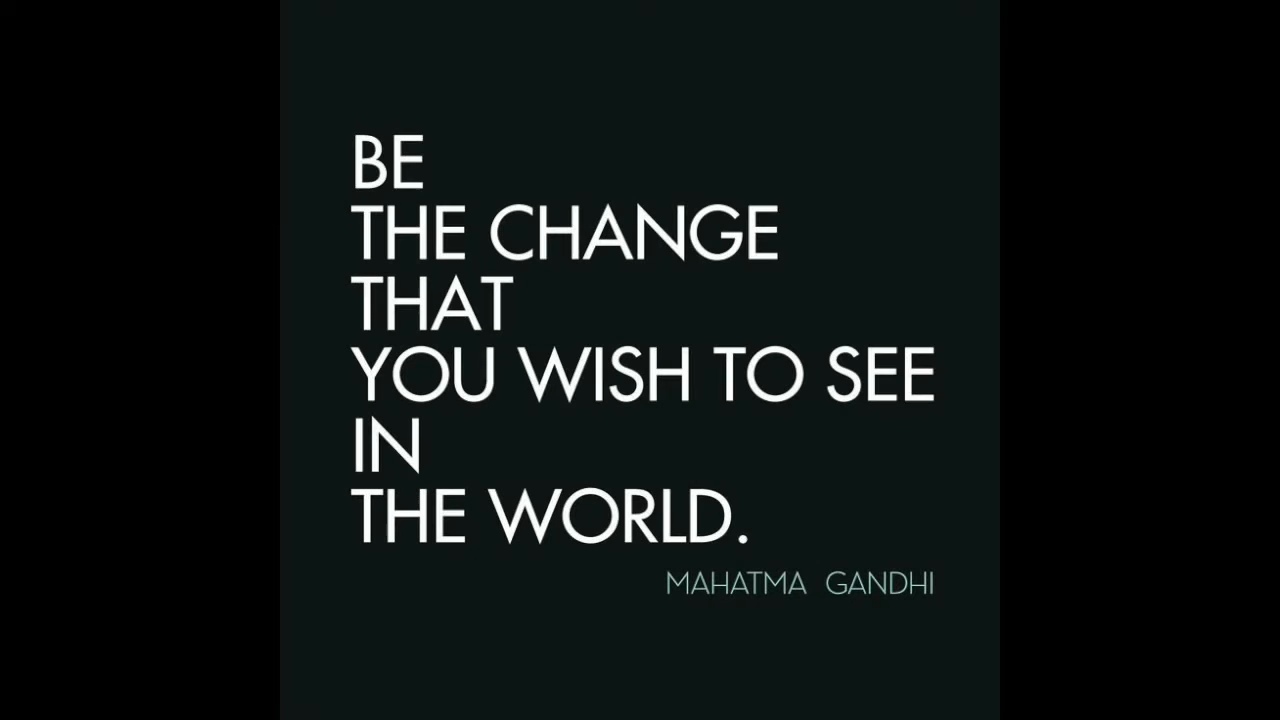 BE
THE CHANGE
THAT
YOU WISH TO SEE
IN
THE WORLD.
MAHATMA GANDHI